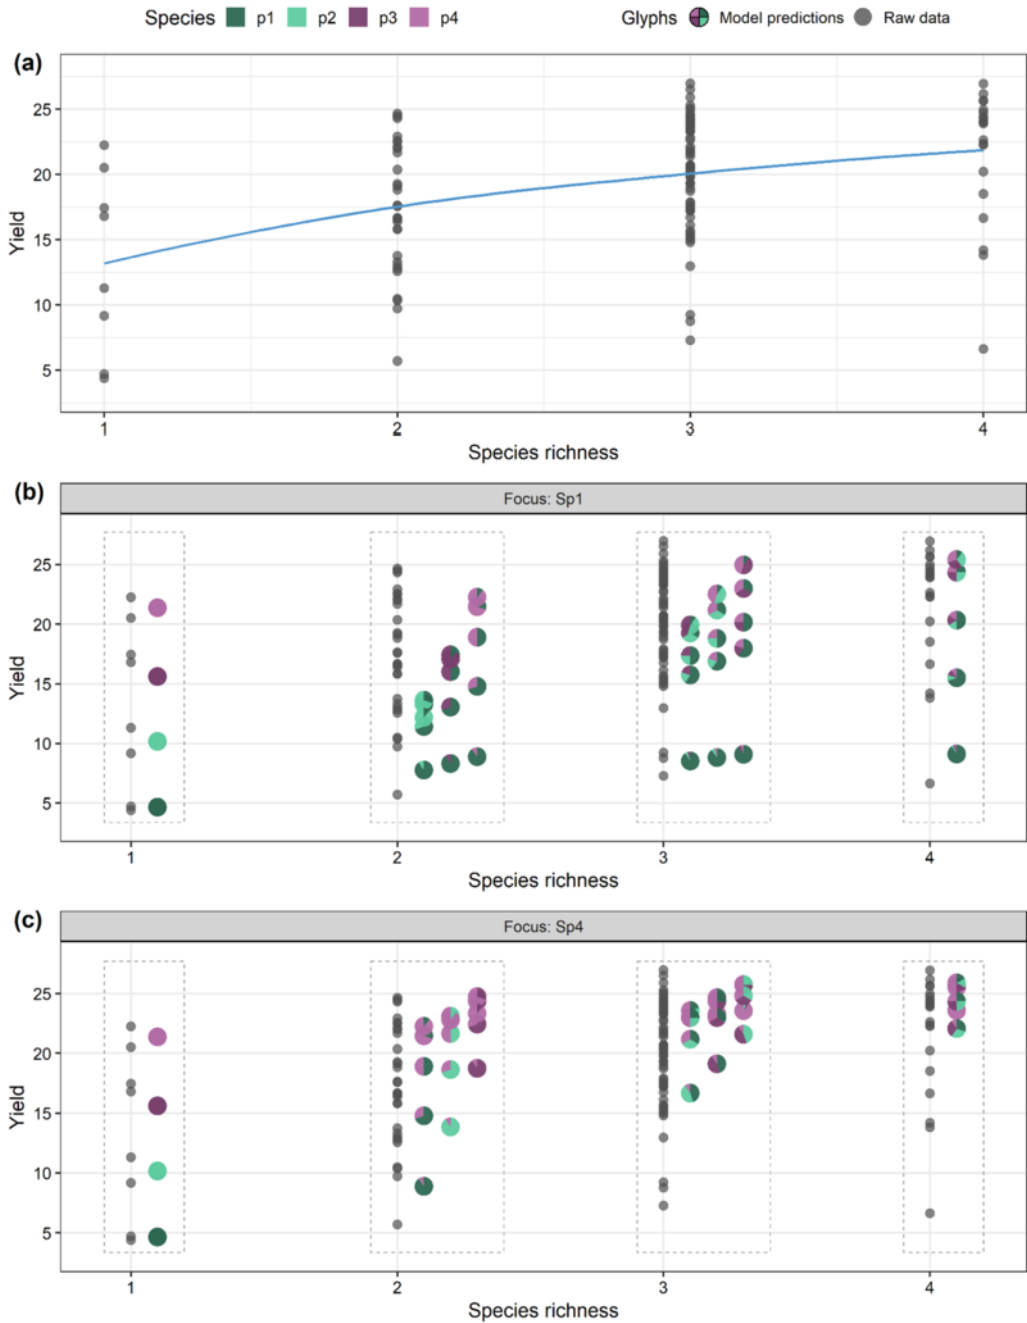 Species p1 p2 p3 p4 Glyphs Model predictions Raw data
(a)
25
20
15
10
5
Yield
1 2 3 4
Species richness
(b)
Focus: Sp1
25
20
15
10
5
Yield
1 2 3 4
Species richness
(c)
Focus: Sp4
25
20
15
10
5
Yield
1 2 3 4
Species richness